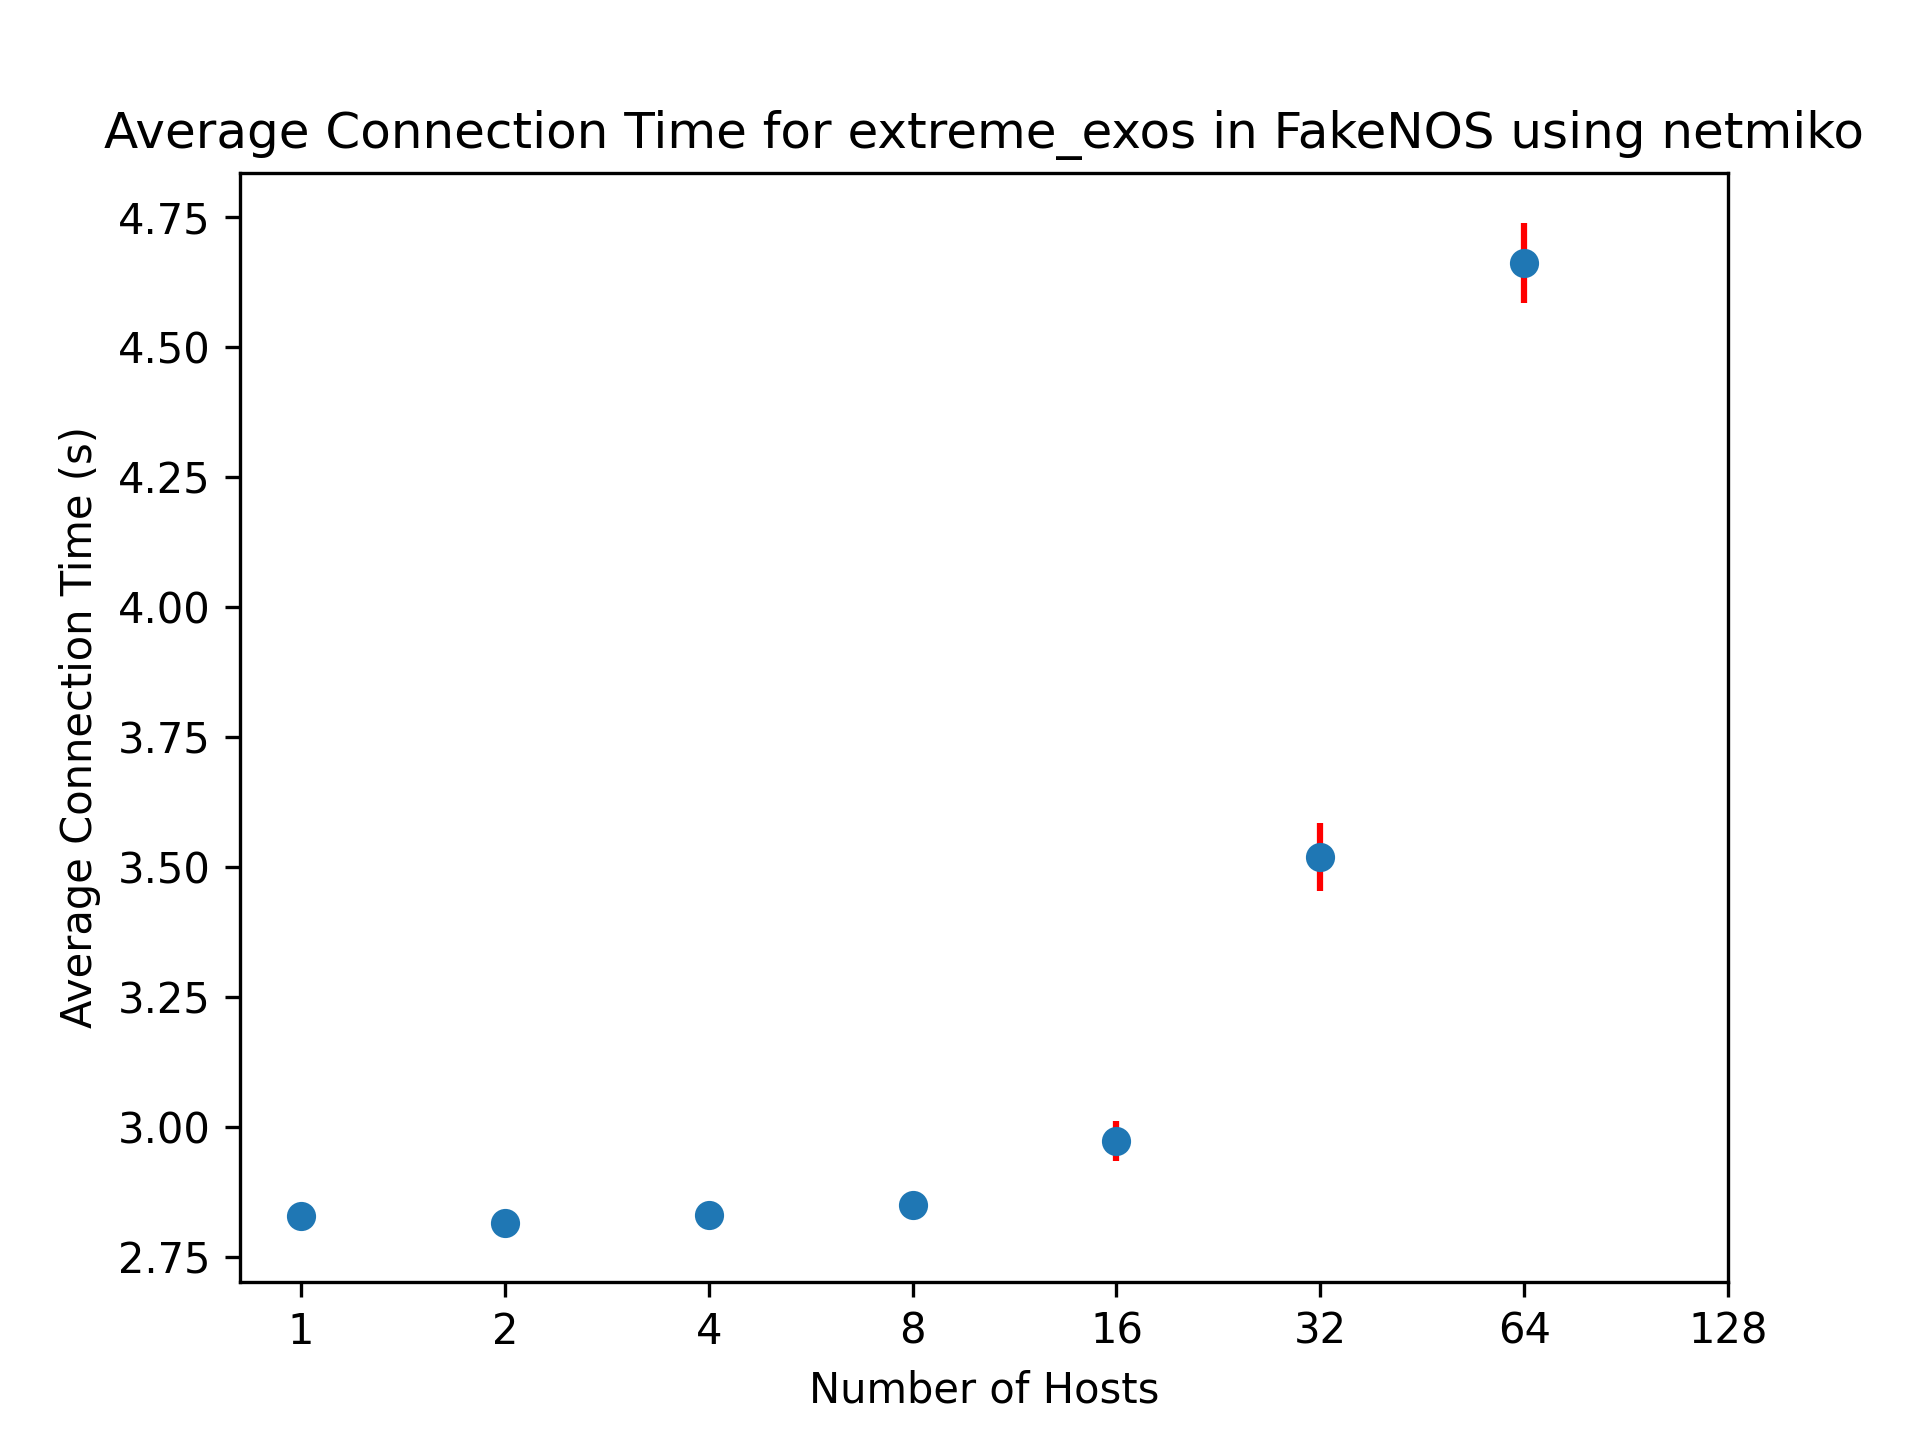 Average Connection Time for extreme_exos in FakeNOS using netmiko
Average Connection Time (s)
4.75
4.50
4.25
4.00
3.75
3.50
3.25
3.00
2.75
1 2 4 8 16 32 64 128
Number of Hosts